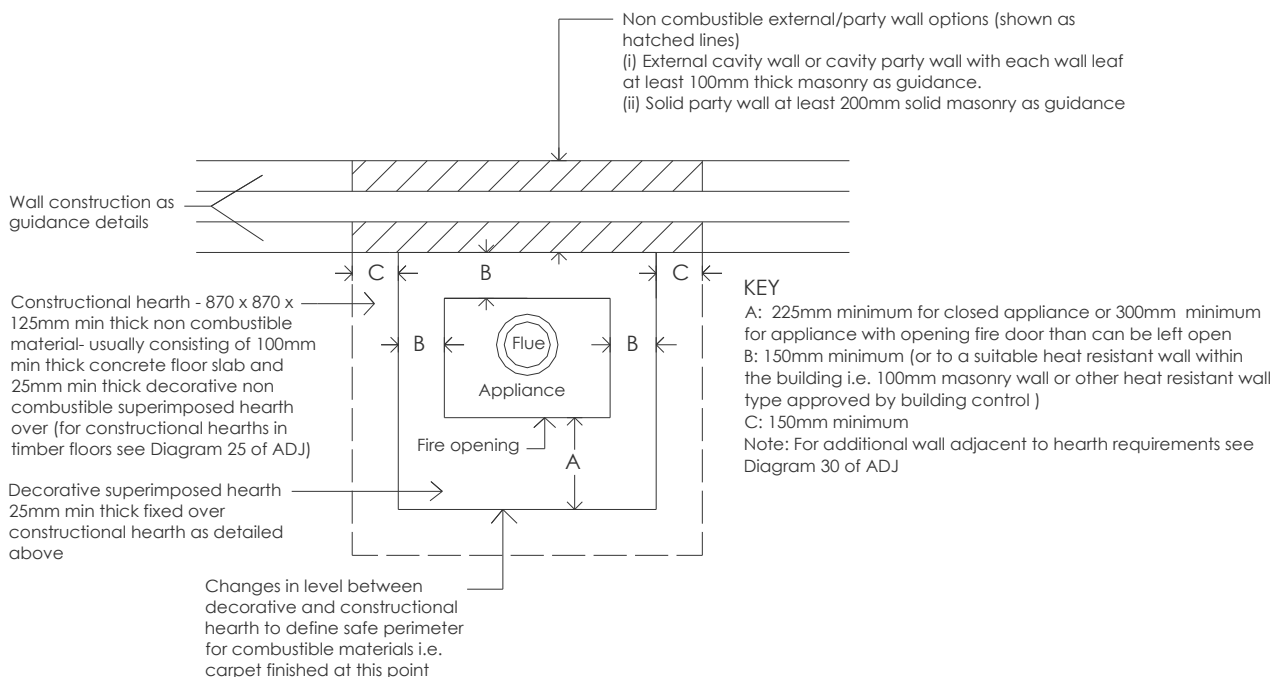 Non combustible external/party wall options (shown as
hatched lines)
(i) External cavity wall or cavity party wall with each wall leaf
at least 100mm thick masonry as guidance.
(ii) Solid party wall at least 200mm solid masonry as guidance
Wall construction as
guidance details
C
B
C
Constructional hearth - 870 x 870 x
125mm min thick non combustible
material- usually consisting of 100mm
min thick concrete floor slab and
25mm min thick decorative non
combustible superimposed hearth
over (for constructional hearths in
timber floors see Diagram 25 of ADJ)
B
Flue
B
Appliance
Fire opening
A
KEY
A: 225mm minimum for closed appliance or 300mm minimum
for appliance with opening fire door than can be left open
B: 150mm minimum (or to a suitable heat resistant wall within
the building i.e. 100mm masonry wall or other heat resistant wall
type approved by building control )
C: 150mm minimum
Note: For additional wall adjacent to hearth requirements see
Diagram 30 of ADJ
Decorative superimposed hearth
25mm min thick fixed over
constructional hearth as detailed
above
Changes in level between
decorative and constructional
hearth to define safe perimeter
for combustible materials i.e.
carpet finished at this point